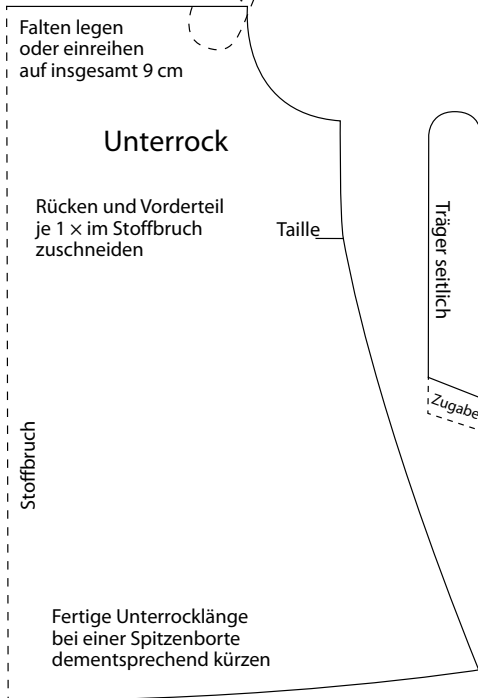 Falten legen
oder einreihen
auf insgesamt 9 cm
Unterrock
Rücken und Vorderteil
je 1 × im Stoffbruch
zuschneiden
Taille
Träger seitlich
Zugabe
Stoffbruch
Fertige Unterrocklänge
bei einer Spitzenborte
dementsprechend kürzen